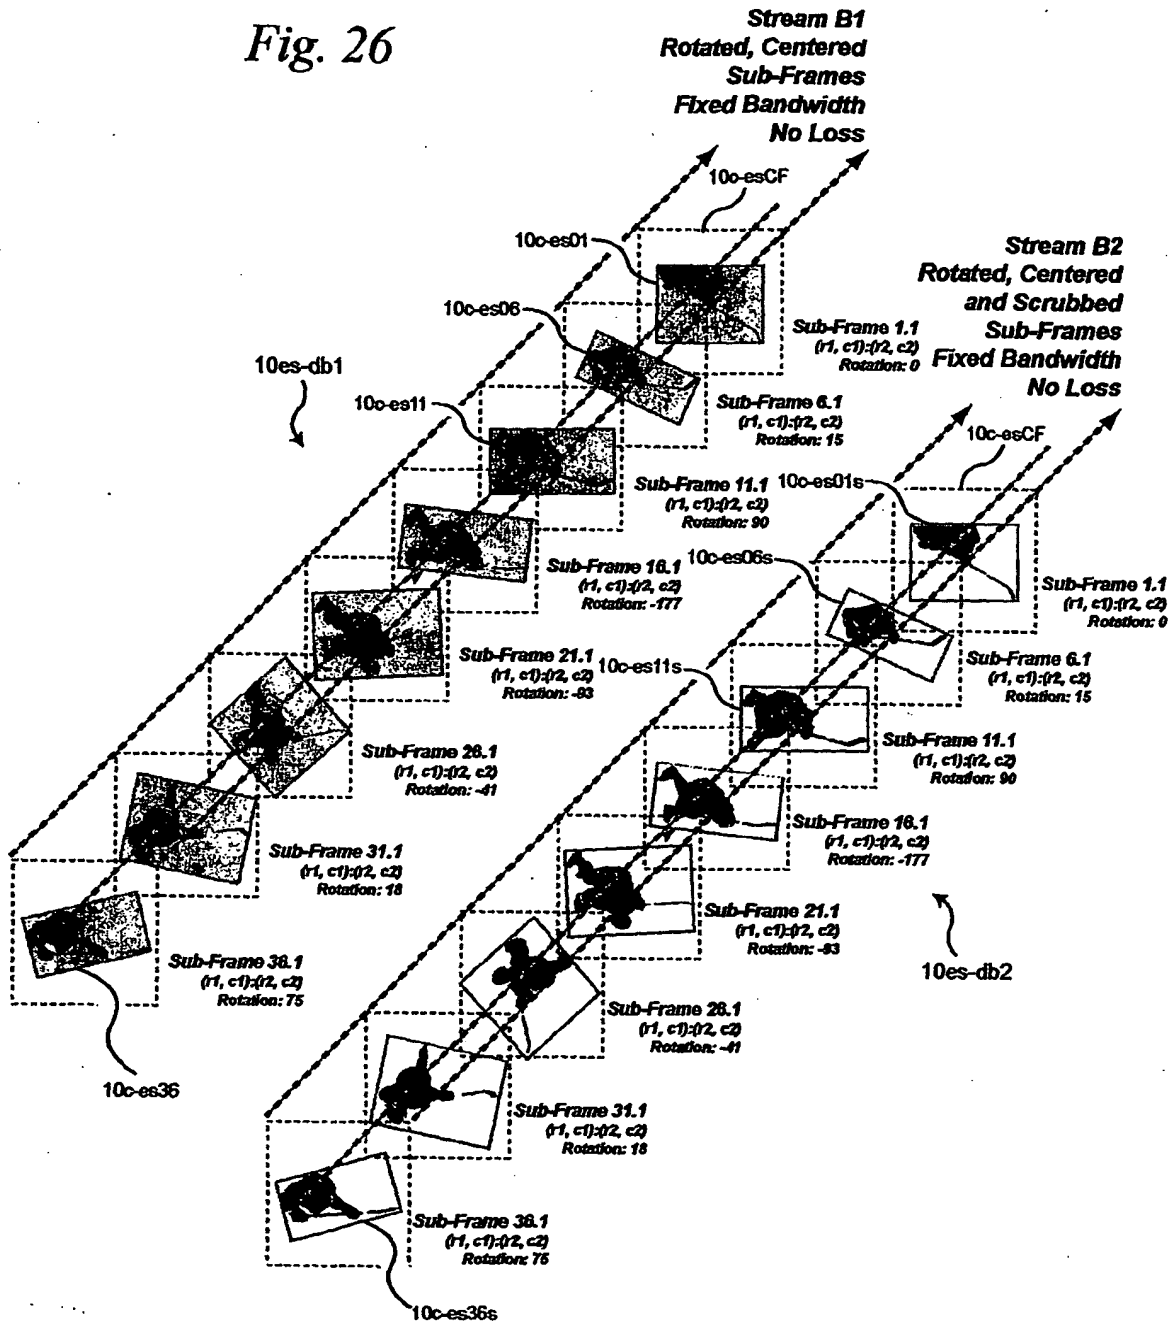 Fig. 26
Stream B1
Rotated, Centered
Sub-Frames
Fixed Bandwidth
No Loss
10c-esCF
10c-es01
10c-es06
10es-db1
10c-es11
Sub-Frame 1.1
(r1, c1):(r2, c2)
Rotation: 0
Sub-Frame 6.1
(r1, c1):(r2, c2)
Rotation: 15
Sub-Frame 11.1
(r1, c1):(r2, c2)
Rotation: 90
Sub-Frame 16.1
(r1, c1):(r2, c2)
Rotation: -177
Sub-Frame 21.1
(r1, c1):(r2, c2)
Rotation: -83
Sub-Frame 26.1
(r1, c1):(r2, c2)
Rotation: -41
Sub-Frame 31.1
(r1, c1):(r2, c2)
Rotation: 18
Sub-Frame 36.1
(r1, c1):(r2, c2)
Rotation: 75
10c-es36
Stream B2
Rotated, Centered
and Scrubbed
Sub-Frames
Fixed Bandwidth
No Loss
10c-esCF
10c-es01s
10c-es06s
10c-es11s
Sub-Frame 1.1
(r1, c1):(r2, c2)
Rotation: 0
Sub-Frame 6.1
(r1, c1):(r2, c2)
Rotation: 15
Sub-Frame 11.1
(r1, c1):(r2, c2)
Rotation: 90
Sub-Frame 16.1
(r1, c1):(r2, c2)
Rotation: -177
Sub-Frame 21.1
(r1, c1):(r2, c2)
Rotation: -83
10es-db2
Sub-Frame 26.1
(r1, c1):(r2, c2)
Rotation: -41
Sub-Frame 31.1
(r1, c1):(r2, c2)
Rotation: 18
Sub-Frame 36.1
(r1, c1):(r2, c2)
Rotation: 75
10c-es36s